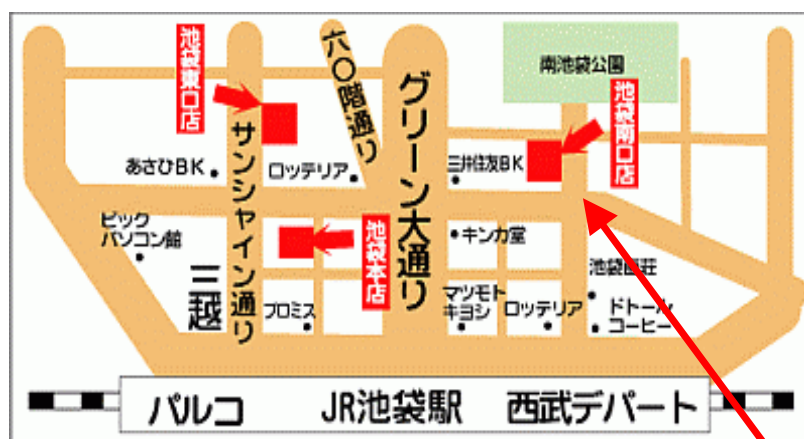 池袋東口店
六〇階通り
グリーン大通り
南池袋公園
池袋南口店
サンシャイン通り
あさひBK
ロッテリア
三井住友BK
ビック
パソコン館
三越
池袋本店
キンカ堂
プロミス
マツモト
キヨシ
ロッテリア
ドトール
コーヒー
パルコ
JR池袋駅
西武デパート